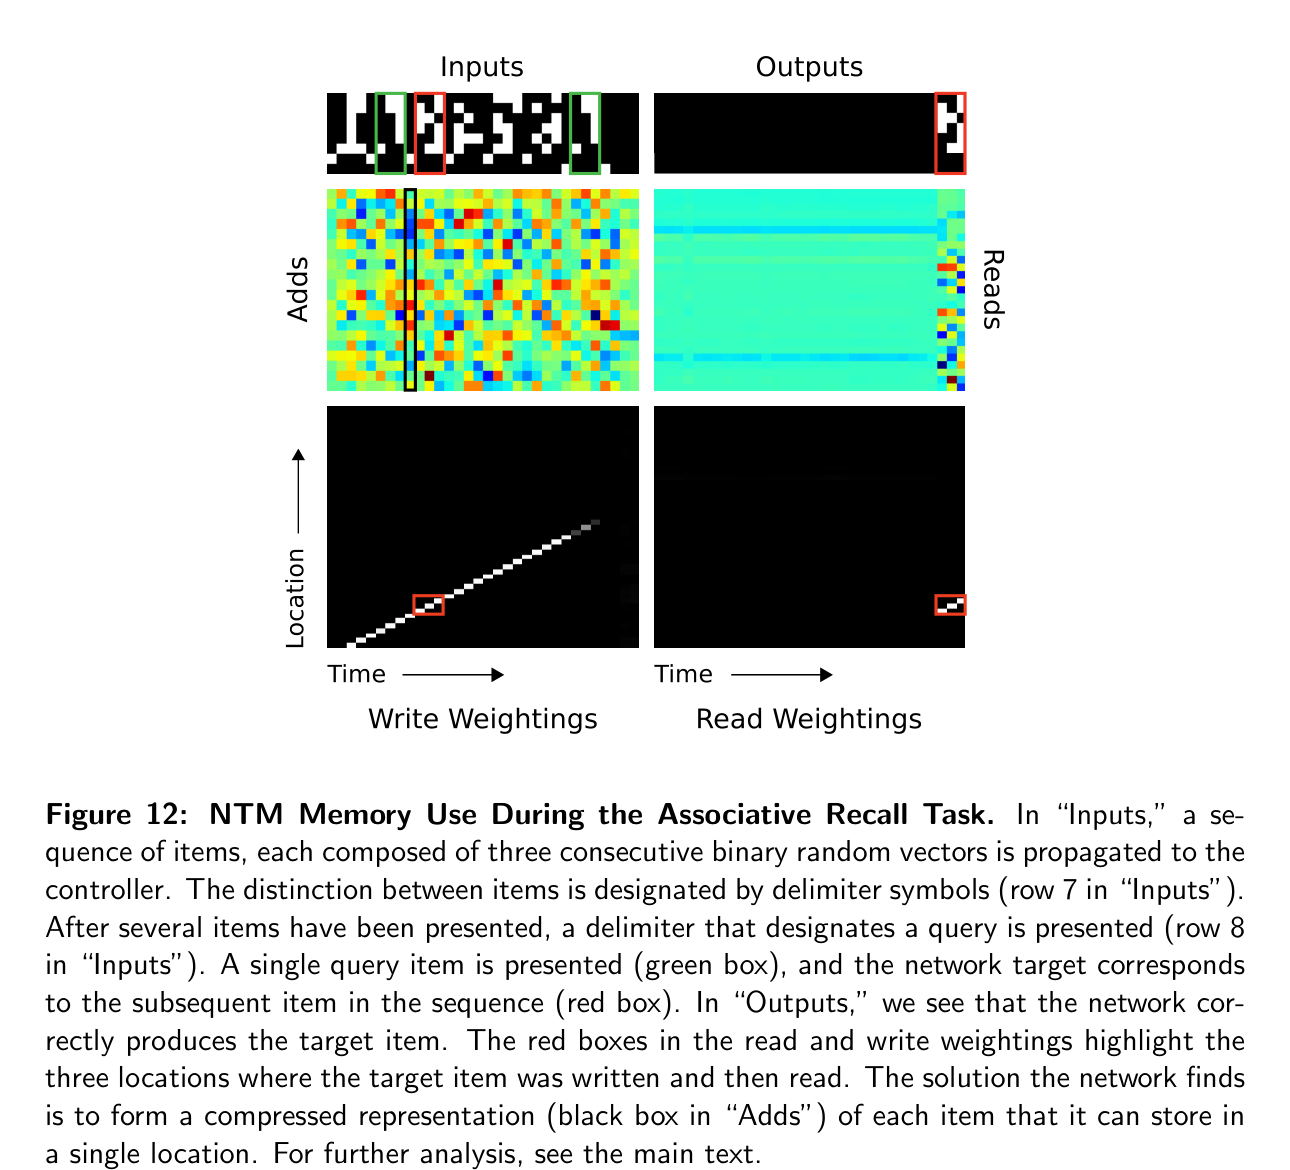 Inputs
Outputs
Adds
Reads
Location
Time
Time
Write Weightings
Read Weightings
Figure 12: NTM Memory Use During the Associative Recall Task. In “Inputs,” a se-
quence of items, each composed of three consecutive binary random vectors is propagated to the
controller. The distinction between items is designated by delimiter symbols (row 7 in “Inputs”).
After several items have been presented, a delimiter that designates a query is presented (row 8
in “Inputs”). A single query item is presented (green box), and the network target corresponds
to the subsequent item in the sequence (red box). In “Outputs,” we see that the network cor-
rectly produces the target item. The red boxes in the read and write weightings highlight the
three locations where the target item was written and then read. The solution the network finds
is to form a compressed representation (black box in “Adds”) of each item that it can store in
a single location. For further analysis, see the main text.